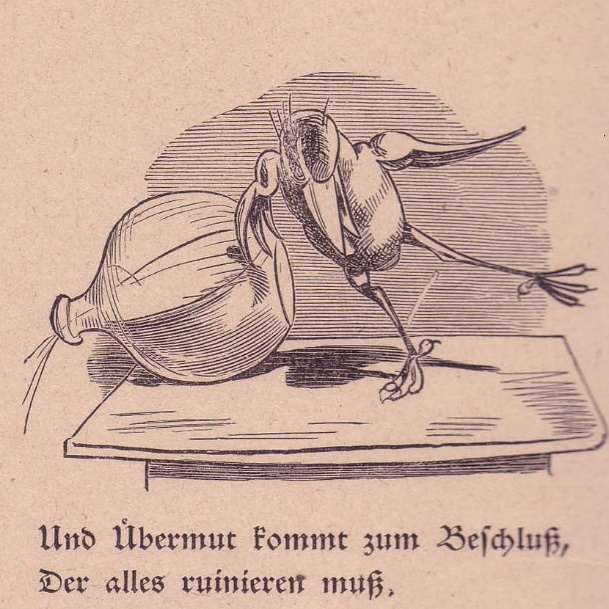 Und Übermut kommt zum Beschluß,
Der alles ruinieren muß.